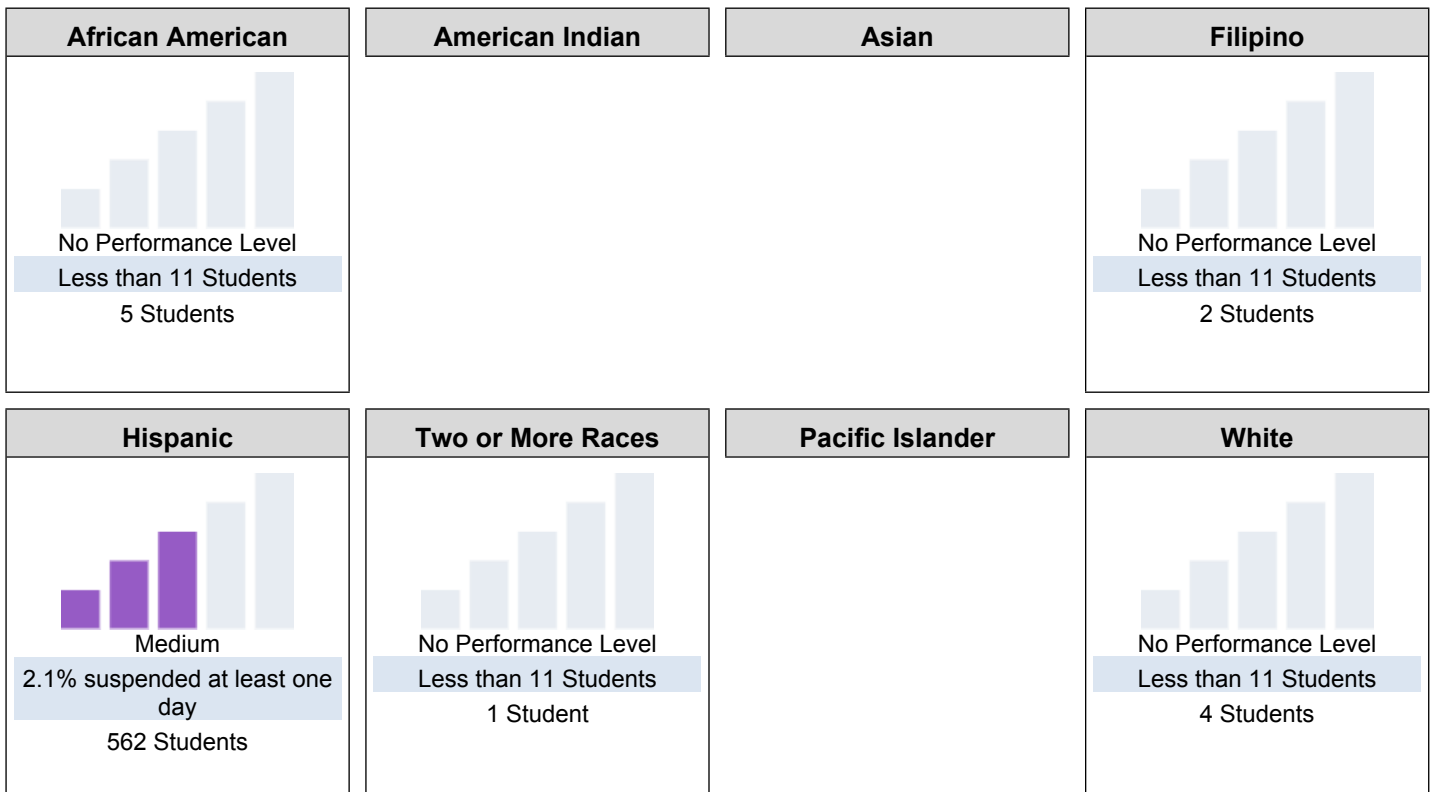 African American
American Indian
Asian
Filipino
No Performance Level
Less than 11 Students
5 Students
No Performance Level
Less than 11 Students
2 Students
Hispanic
Two or More Races
Pacific Islander
White
Medium
2.1% suspended at least one
day
562 Students
No Performance Level
Less than 11 Students
1 Student
No Performance Level
Less than 11 Students
4 Students